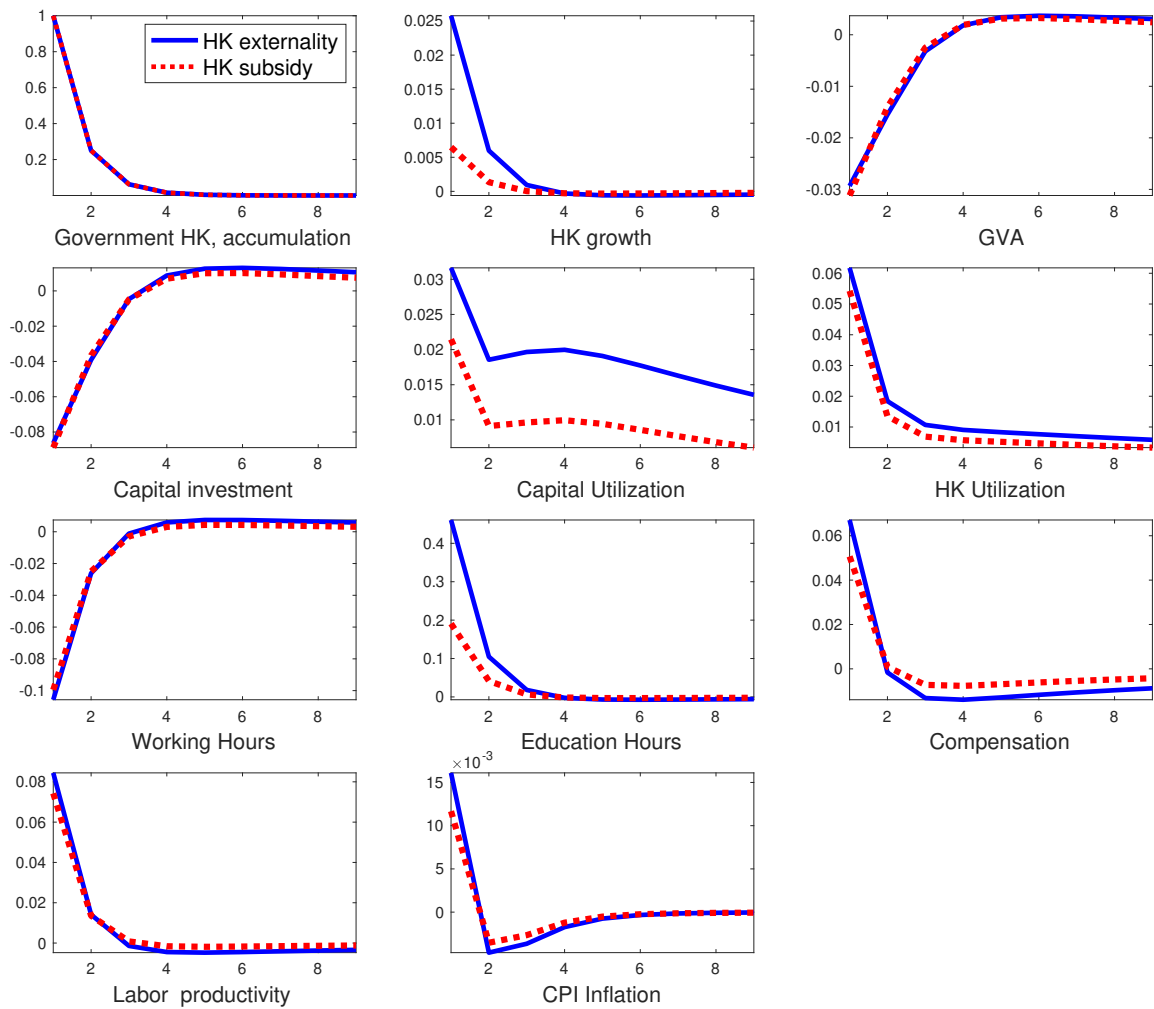 1
0.8
0.6
0.4
0.2
HK externality
HK subsidy
2 4 6 8
Government HK, accumulation
0.025
0.02
0.015
0.01
0.005
0
2 4 6 8
HK growth
0
-0.01
-0.02
-0.03
2 4 6 8
GVA
0
-0.02
-0.04
-0.06
-0.08
2 4 6 8
Capital investment
0.03
0.025
0.02
0.015
0.01
2 4 6 8
Capital Utilization
0.06
0.05
0.04
0.03
0.02
0.01
2 4 6 8
HK Utilization
0
-0.02
-0.04
-0.06
-0.08
-0.1
2 4 6 8
Working Hours
0.4
0.3
0.2
0.1
0
2 4 6 8
Education Hours
0.06
0.04
0.02
0
2 4 6 8
Compensation
0.08
0.06
0.04
0.02
0
2 4 6 8
Labor productivity
×10⁻³
15
10
5
0
2 4 6 8
CPI Inflation